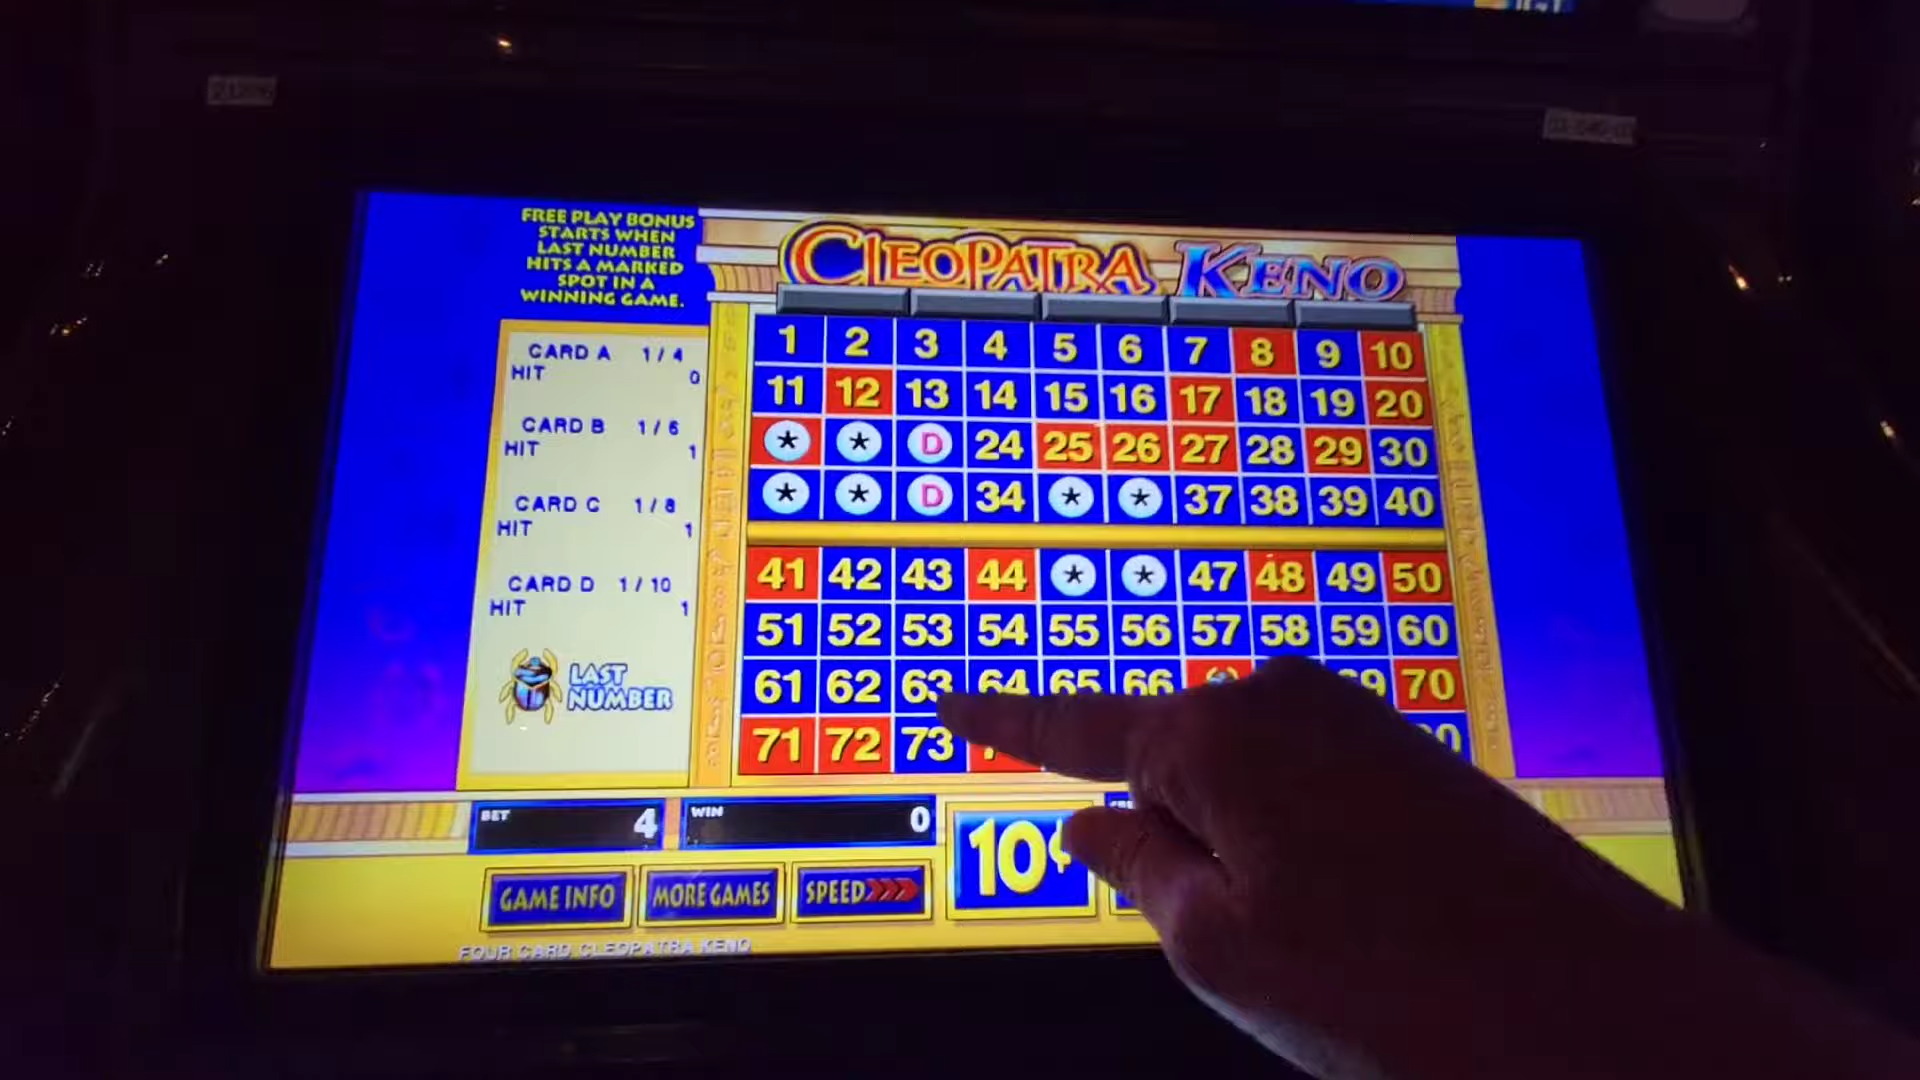 FREE PLAY BONUS
STARTS WHEN
LAST NUMBER
HITS A MARKED
SPOT IN A
WINNING GAME.
CLEOPATRA KENO
CARD A 1/4
HIT 0
CARD B 1/6
HIT 1
CARD C 1/8
HIT 1
CARD D 1/10
HIT 1
LAST
NUMBER
1 2 3 4 5 6 7 8 9 10
11 12 13 14 15 16 17 18 19 20
* * D 24 25 26 27 28 29 30
* * D 34 * * 37 38 39 40
41 42 43 44 * * 47 48 49 50
51 52 53 54 55 56 57 58 59 60
61 62 63 64 65 66 69 70
71 72 73
BET 4 WIN 0
10¢
GAME INFO MORE GAMES SPEED
FOUR CARD CLEOPATRA KENO